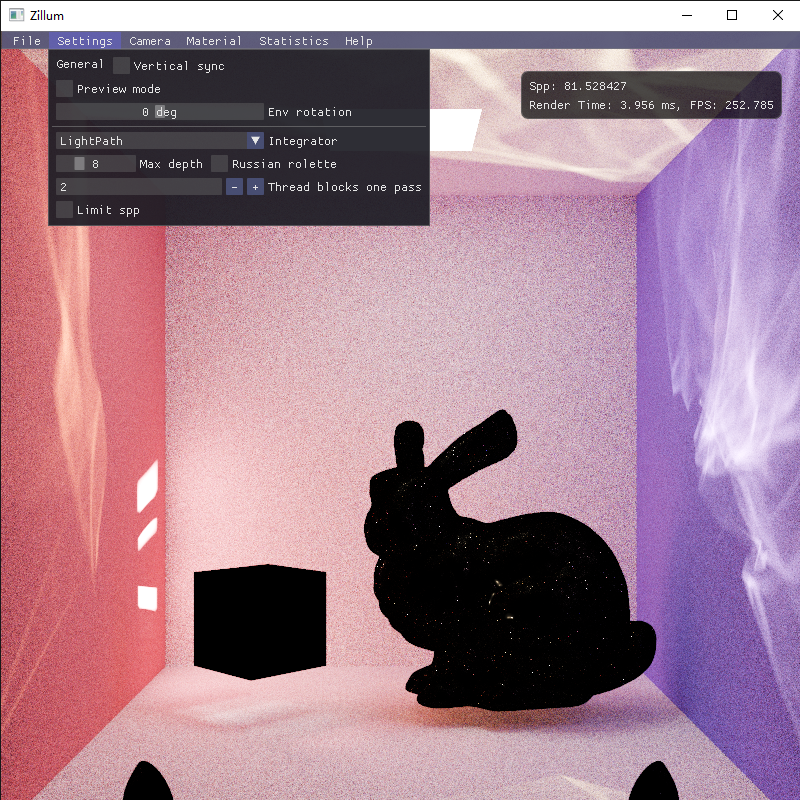 Zillum
File Settings Camera Material Statistics Help
General Vertical sync
Preview mode
0 deg Env rotation
LightPath Integrator
8 Max depth Russian rolette
2 - + Thread blocks one pass
Limit spp
Spp: 81.528427
Render Time: 3.956 ms, FPS: 252.785